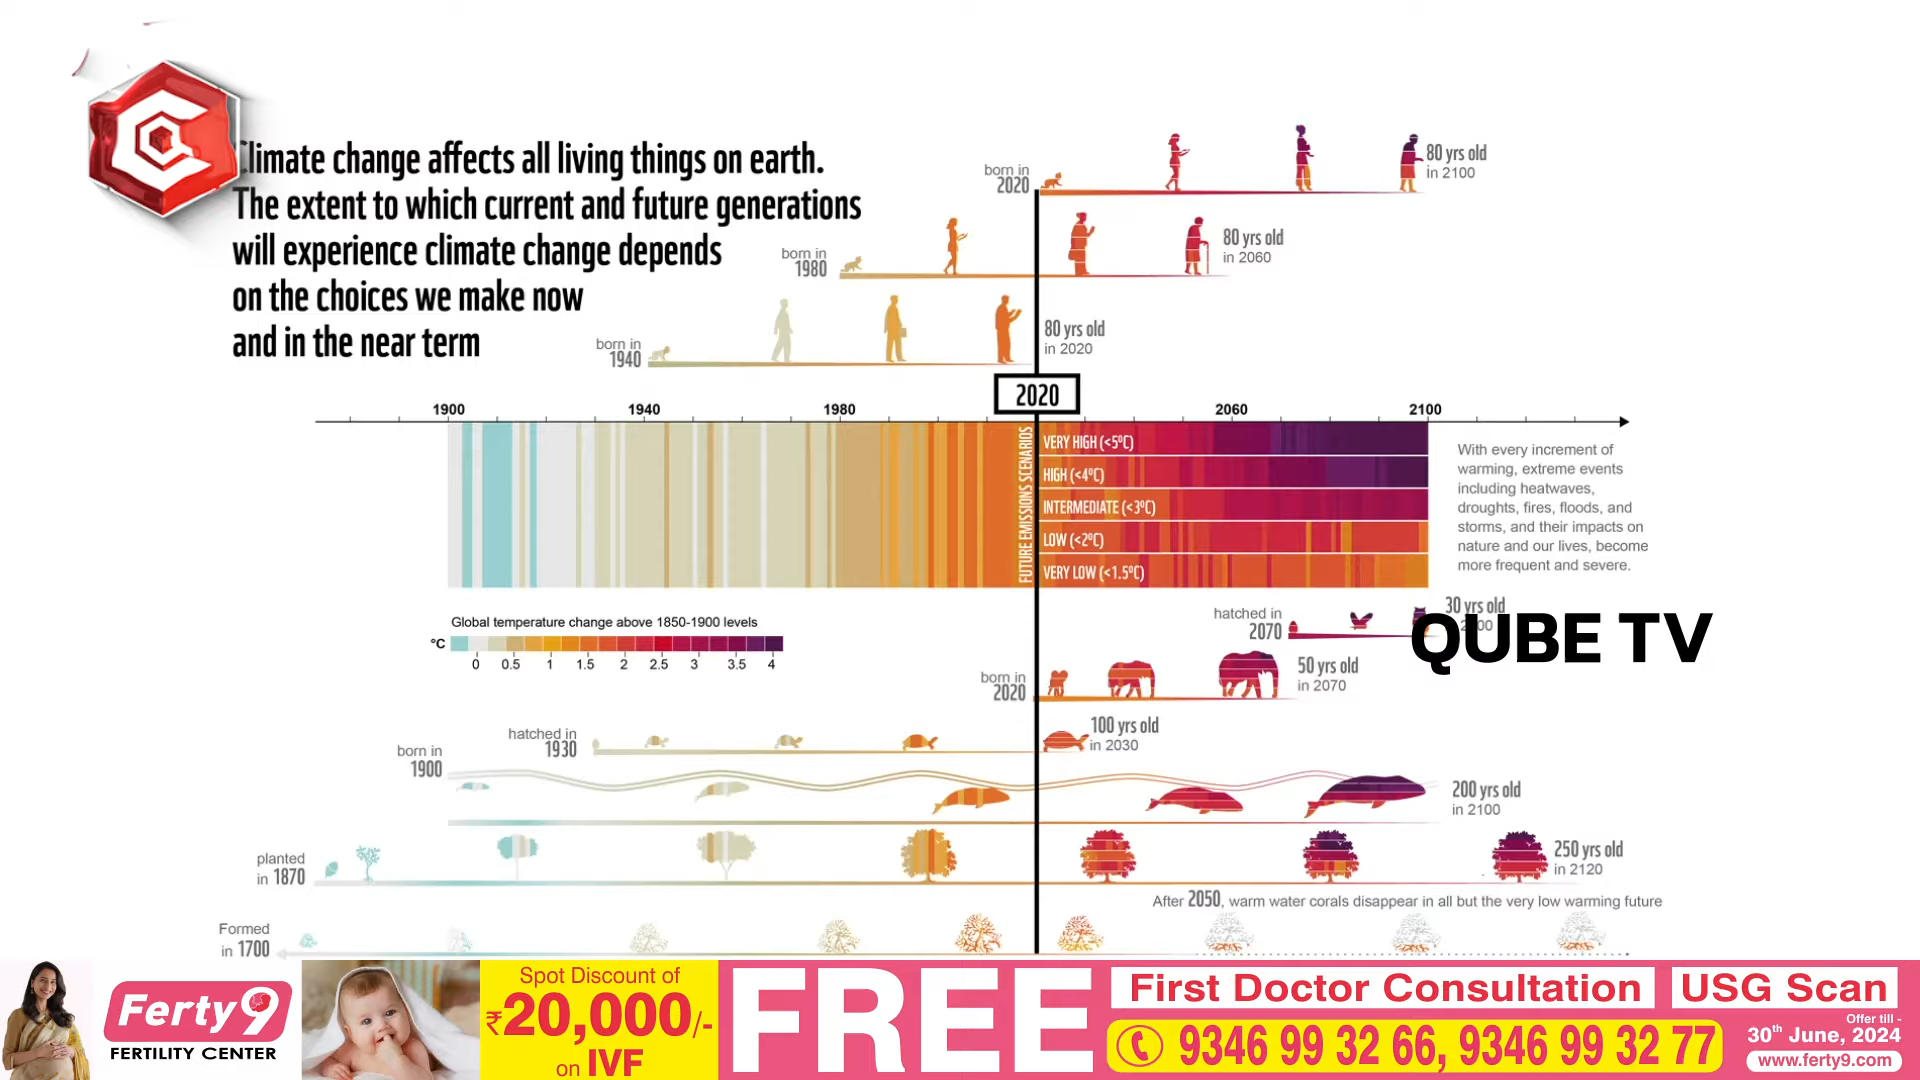 Climate change affects all living things on earth.
The extent to which current and future generations
will experience climate change depends
on the choices we make now
and in the near term
born in
2020
80 yrs old
in 2100
born in
1980
80 yrs old
in 2060
born in
1940
80 yrs old
in 2020
2020
1900
1940
1980
2060
2100
FUTURE EMISSIONS SCENARIOS
VERY HIGH (<5ºC)
HIGH (<4ºC)
INTERMEDIATE (<3ºC)
LOW (<2ºC)
VERY LOW (<1.5ºC)
With every increment of
warming, extreme events
including heatwaves,
droughts, fires, floods, and
storms, and their impacts on
nature and our lives, become
more frequent and severe.
Global temperature change above 1850-1900 levels
ºC
0 0.5 1 1.5 2 2.5 3 3.5 4
hatched in
2070
30 yrs old
QUBE TV
born in
2020
50 yrs old
in 2070
hatched in
1930
100 yrs old
in 2030
born in
1900
200 yrs old
in 2100
planted
in 1870
250 yrs old
in 2120
After 2050, warm water corals disappear in all but the very low warming future
Formed
in 1700
Ferty9
FERTILITY CENTER
Spot Discount of
₹20,000/-
on IVF
FREE
First Doctor Consultation
USG Scan
9346 99 32 66, 9346 99 32 77
Offer till -
30th June, 2024
www.ferty9.com